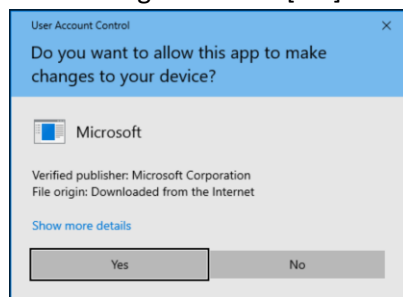 User Account Control
Do you want to allow this app to make
changes to your device?
Microsoft
Verified publisher: Microsoft Corporation
File origin: Downloaded from the Internet
Show more details
Yes
No